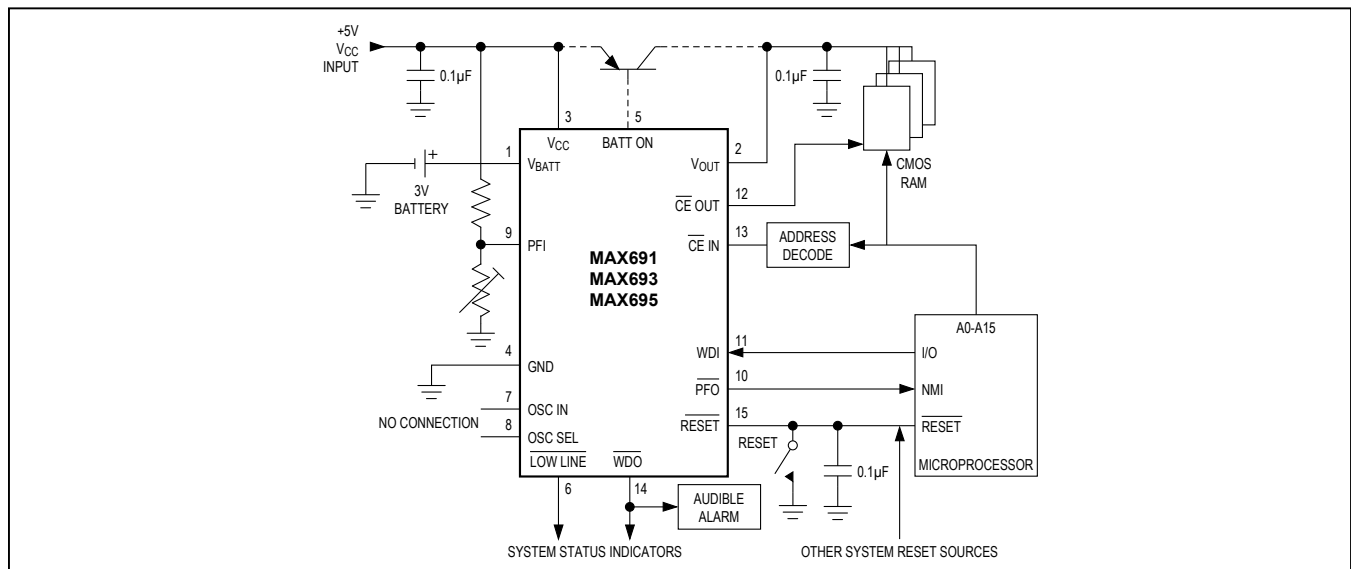 +5V
VCC
INPUT
0.1µF
0.1µF
3
5
VCC
BATT ON
1
VBATT
2
VOUT
3V
BATTERY
CMOS
RAM
12
CE OUT
9
PFI
13
CE IN
ADDRESS
DECODE
MAX691
MAX693
MAX695
A0-A15
11
WDI
I/O
4
GND
10
PFO
NMI
7
OSC IN
NO CONNECTION
8
OSC SEL
15
RESET
RESET
RESET
LOW LINE
WDO
0.1µF
MICROPROCESSOR
6
14
AUDIBLE
ALARM
SYSTEM STATUS INDICATORS
OTHER SYSTEM RESET SOURCES